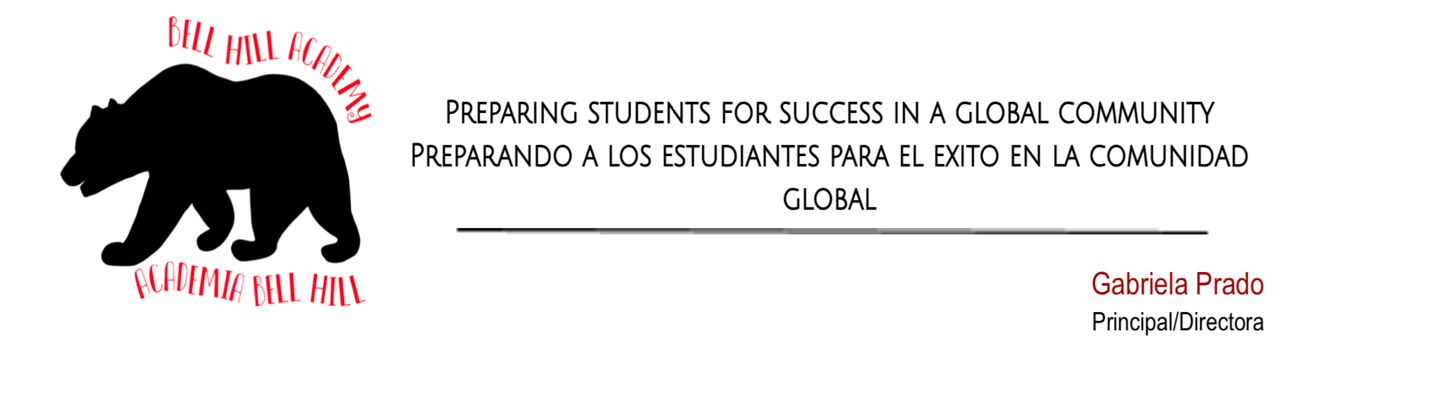 BELL HILL ACADEMY
PREPARING STUDENTS FOR SUCCESS IN A GLOBAL COMMUNITY
PREPARANDO A LOS ESTUDIANTES PARA EL EXITO EN LA COMUNIDAD
GLOBAL
ACADEMIA BELL HILL
Gabriela Prado
Principal/Directora